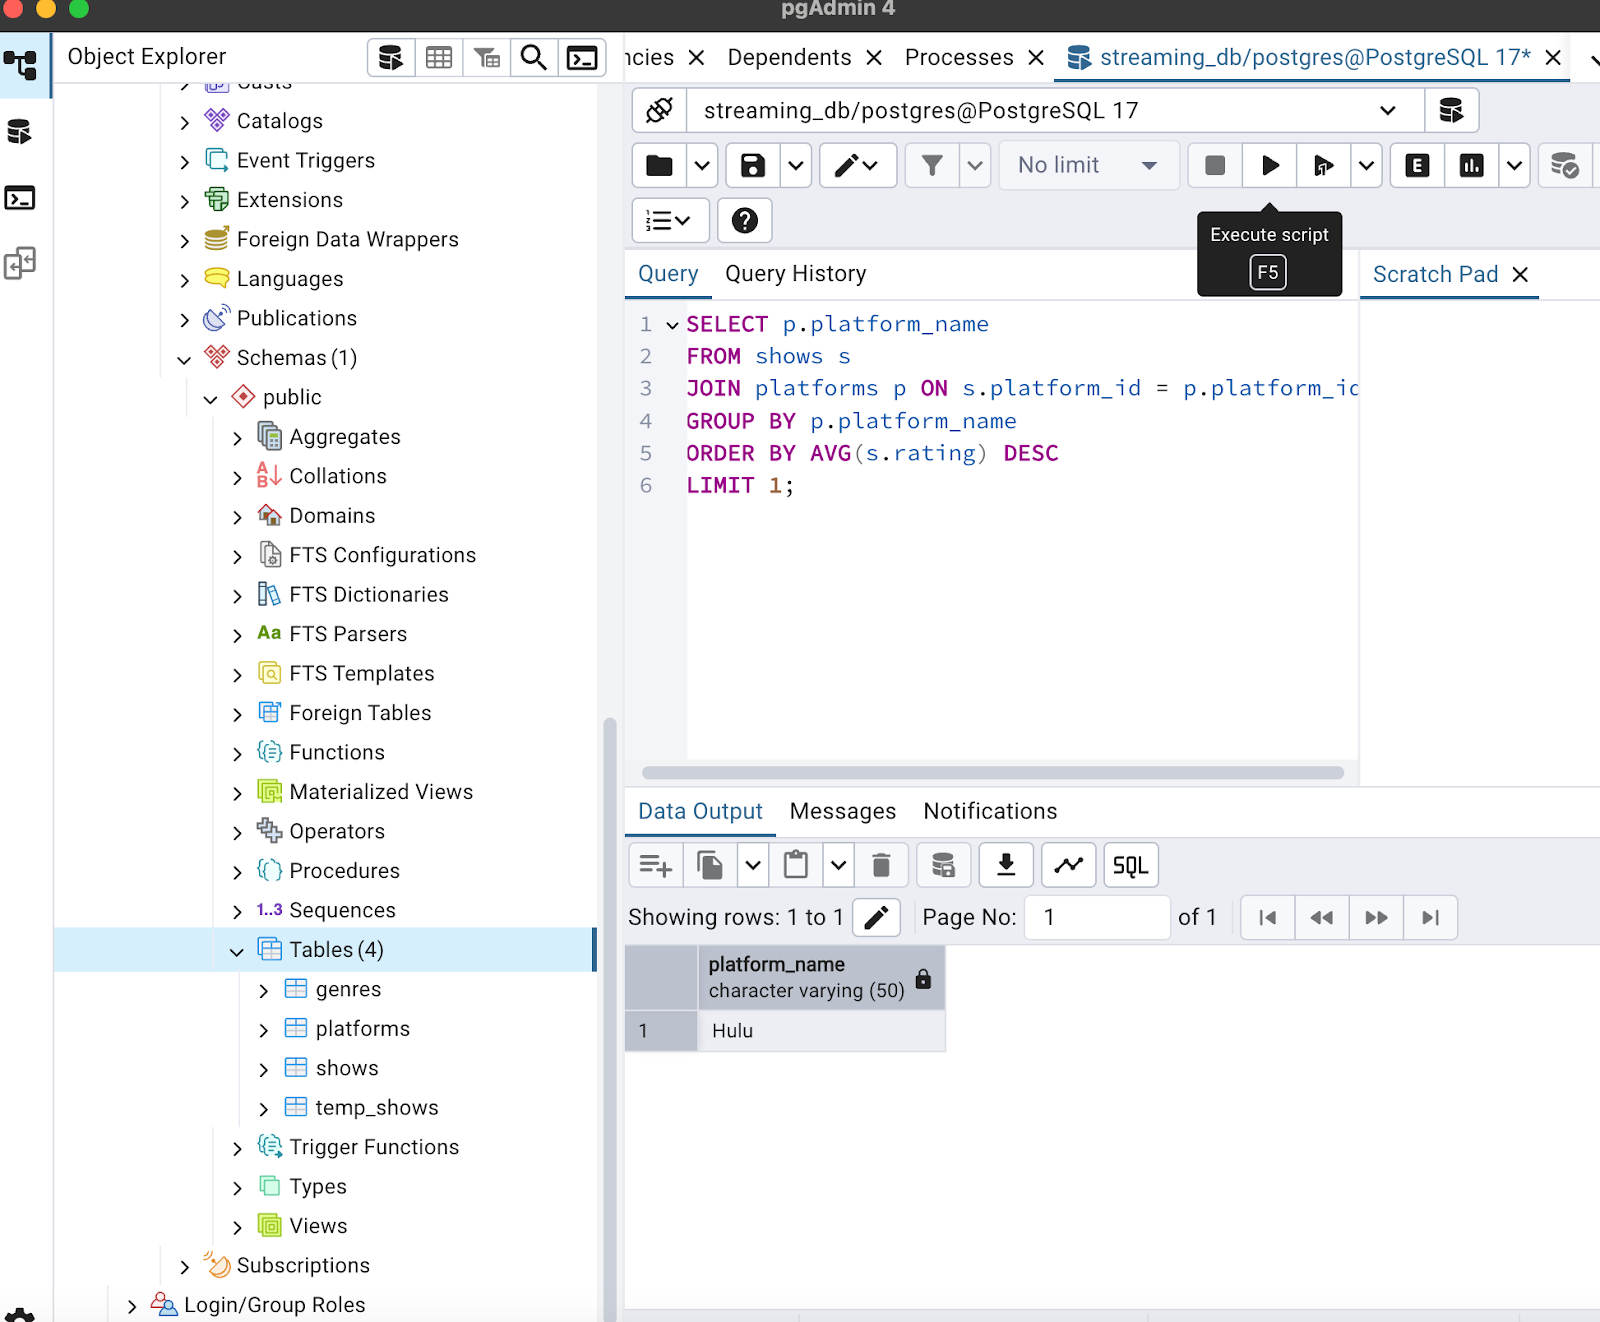 pgAdmin 4
Object Explorer
Casts
Catalogs
Event Triggers
Extensions
Foreign Data Wrappers
Languages
Publications
Schemas (1)
public
Aggregates
Collations
Domains
FTS Configurations
FTS Dictionaries
Aa FTS Parsers
FTS Templates
Foreign Tables
Functions
Materialized Views
Operators
Procedures
1..3 Sequences
Tables (4)
genres
platforms
shows
temp_shows
Trigger Functions
Types
Views
Subscriptions
Login/Group Roles
ncies Dependents Processes streaming_db/postgres@PostgreSQL 17*
streaming_db/postgres@PostgreSQL 17
No limit
E
Execute script
F5
Query Query History
Scratch Pad
1 SELECT p.platform_name
2 FROM shows s
3 JOIN platforms p ON s.platform_id = p.platform_id
4 GROUP BY p.platform_name
5 ORDER BY AVG(s.rating) DESC
6 LIMIT 1;
Data Output Messages Notifications
SQL
Showing rows: 1 to 1 Page No: 1 of 1
platform_name
character varying (50)
1 Hulu